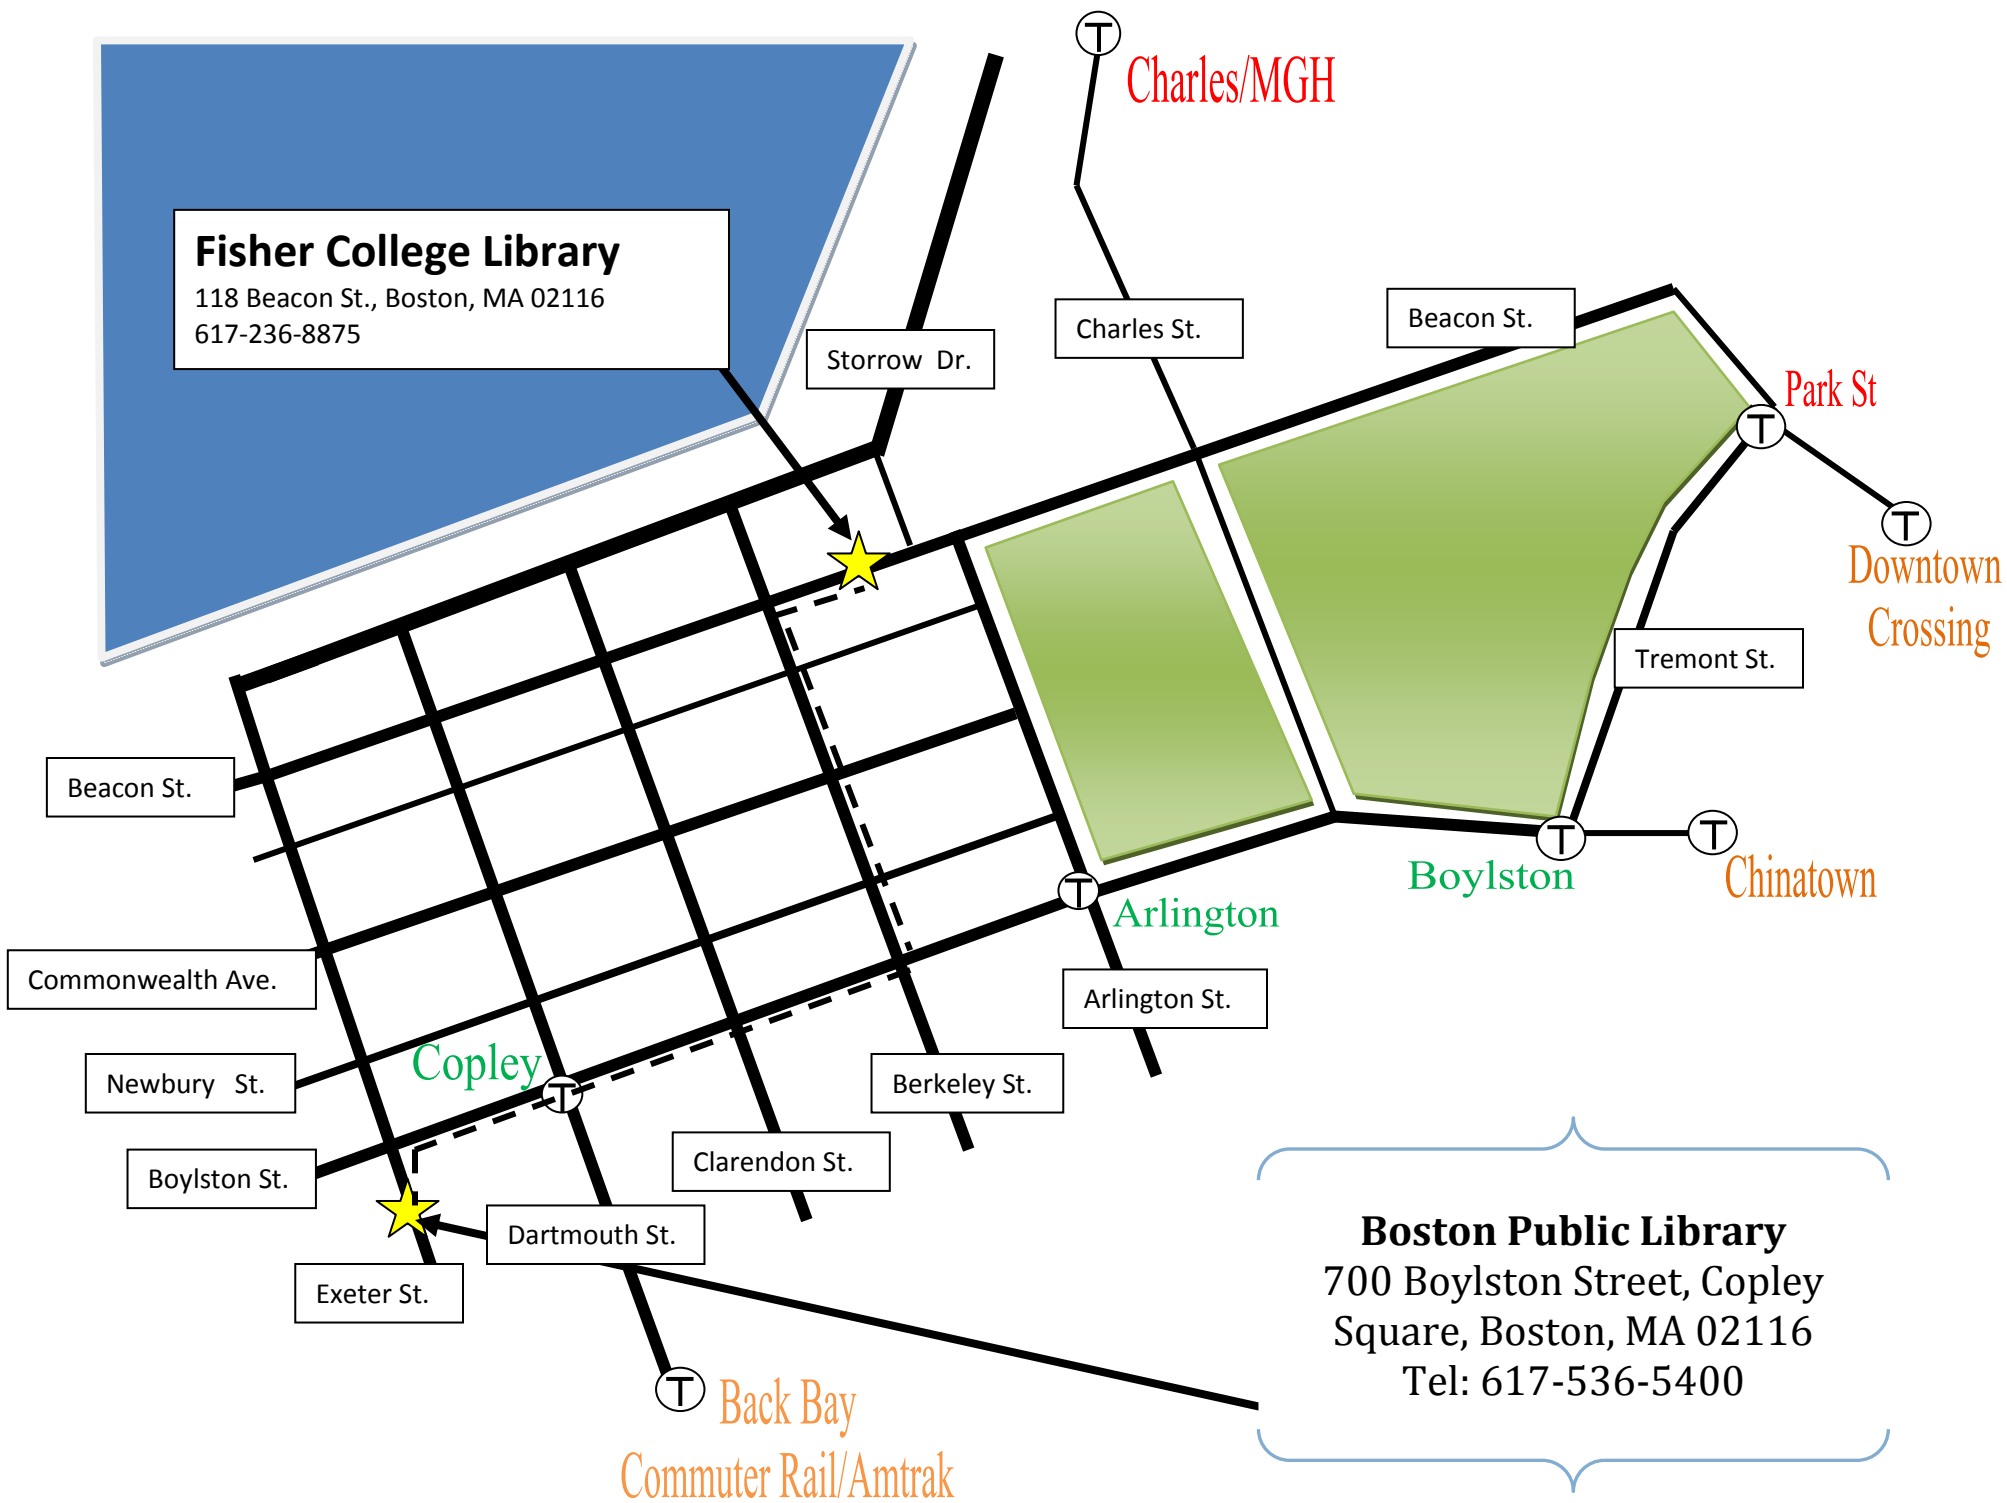 T
Charles/MGH
Fisher College Library
118 Beacon St., Boston, MA 02116
617-236-8875
Storrow Dr.
Charles St.
Beacon St.
Park St
T
T
Downtown
Crossing
Tremont St.
Beacon St.
T
Boylston
T
Chinatown
T
Arlington
Commonwealth Ave.
Arlington St.
Newbury St.
Copley
T
Berkeley St.
Boylston St.
Clarendon St.
Dartmouth St.
Exeter St.
Boston Public Library
700 Boylston Street, Copley
Square, Boston, MA 02116
Tel: 617-536-5400
T
Back Bay
Commuter Rail/Amtrak